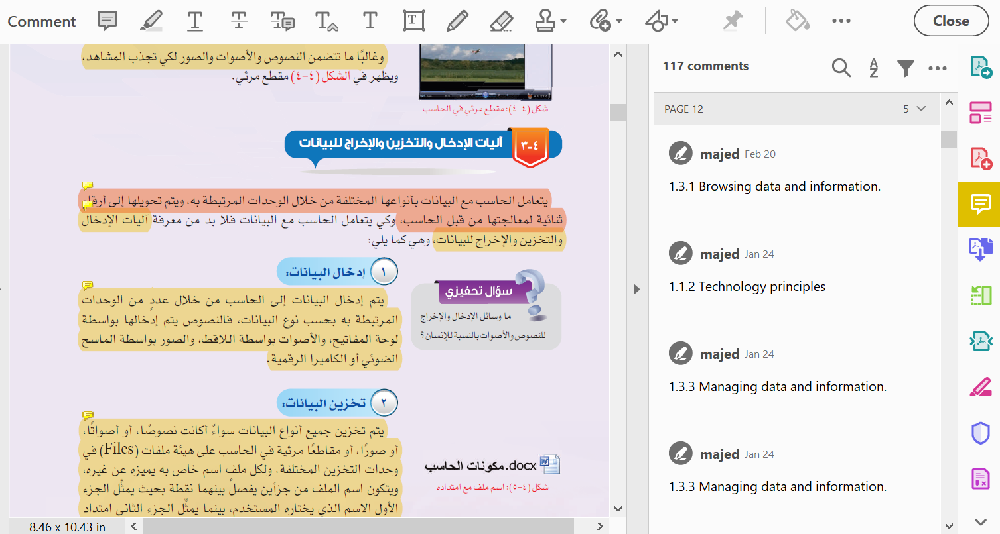 Comment
Close
وغالبًا ما تتضمن النصوص والأصوات والصور لكي تجذب المشاهد،
ويظهر في الشكل (٤-٤) مقطع مرئي.
شكل (٤-٤): مقطع مرئي في الحاسب
٤-٣ آليات الإدخال والتخزين والإخراج للبيانات
يتعامل الحاسب مع البيانات بأنواعها المختلفة من خلال الوحدات المرتبطة به، ويتم تحويلها إلى أرقام
ثنائية لمعالجتها من قبل الحاسب، وكي يتعامل الحاسب مع البيانات فلا بد من معرفة آليات الإدخال
والتخزين والإخراج للبيانات، وهي كما يلي:
١ إدخال البيانات:
يتم إدخال البيانات إلى الحاسب من خلال عددٍ من الوحدات
المرتبطة به بحسب نوع البيانات، فالنصوص يتم إدخالها بواسطة
لوحة المفاتيح، والأصوات بواسطة اللاقط، والصور بواسطة الماسح
الضوئي أو الكاميرا الرقمية.
سؤال تحفيزي
ما وسائل الإدخال والإخراج
للنصوص والأصوات بالنسبة للإنسان؟
٢ تخزين البيانات:
يتم تخزين جميع أنواع البيانات سواءً أكانت نصوصًا، أو أصواتًا،
أو صورًا، أو مقاطعًا مرئية في الحاسب على هيئة ملفات (Files) في
وحدات التخزين المختلفة. ولكل ملف اسم خاص به يميزه عن غيره،
ويتكون اسم الملف من جزأين يفصل بينهما نقطة بحيث يمثِّل الجزء
الأول الاسم الذي يختاره المستخدم، بينما يمثِّل الجزء الثاني امتداد
مكونات الحاسب.docx
شكل (٤-٥): اسم ملف مع امتداده
8.46 x 10.43 in
117 comments
PAGE 12
5
majed Feb 20
1.3.1 Browsing data and information.
majed Jan 24
1.1.2 Technology principles
majed Jan 24
1.3.3 Managing data and information.
majed Jan 24
1.3.3 Managing data and information.